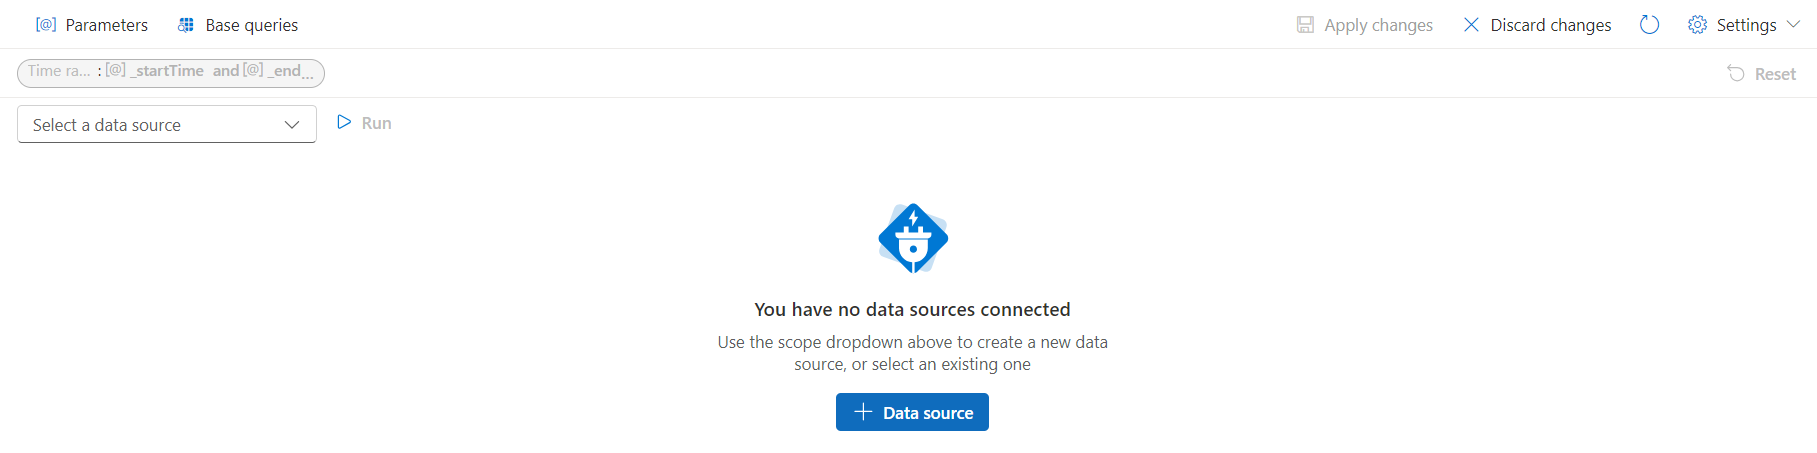 [@] Parameters Base queries Apply changes Discard changes Settings
Time ra... : [@] _startTime and [@] _end... Reset
Select a data source Run
You have no data sources connected
Use the scope dropdown above to create a new data
source, or select an existing one
Data source